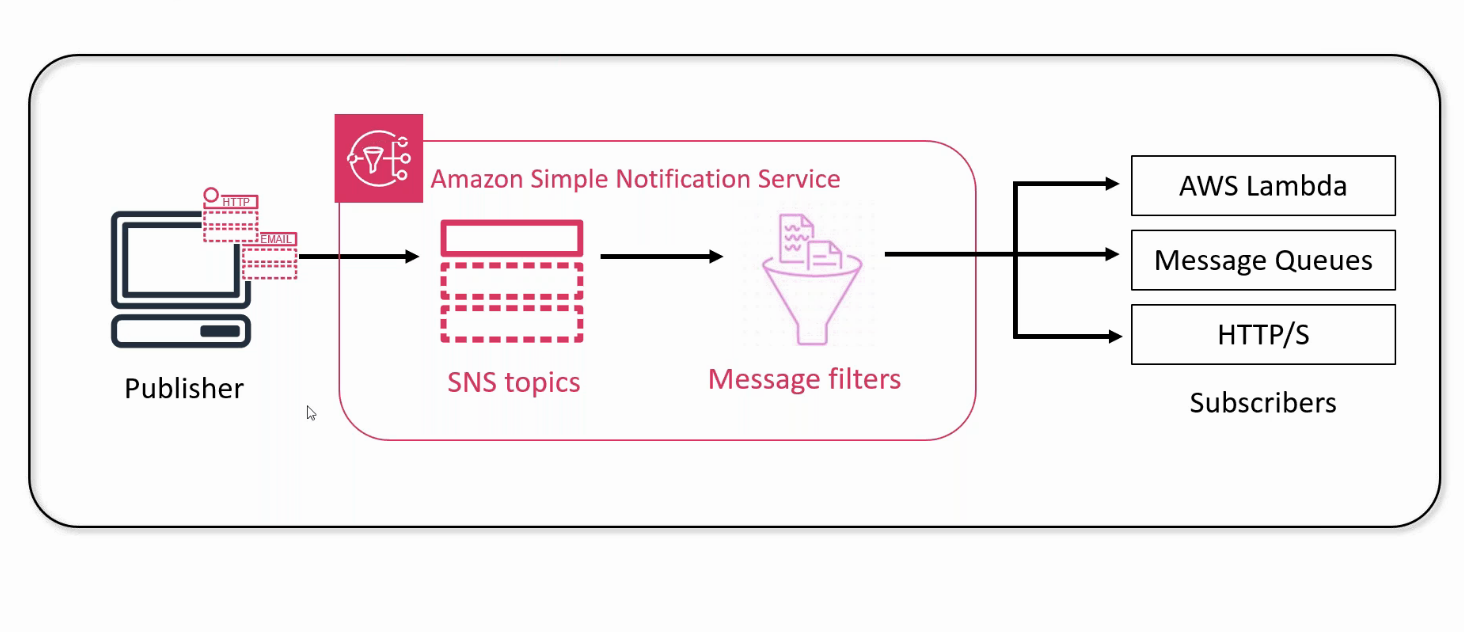 Amazon Simple Notification Service
HTTP
EMAIL
Publisher
SNS topics
Message filters
AWS Lambda
Message Queues
HTTP/S
Subscribers